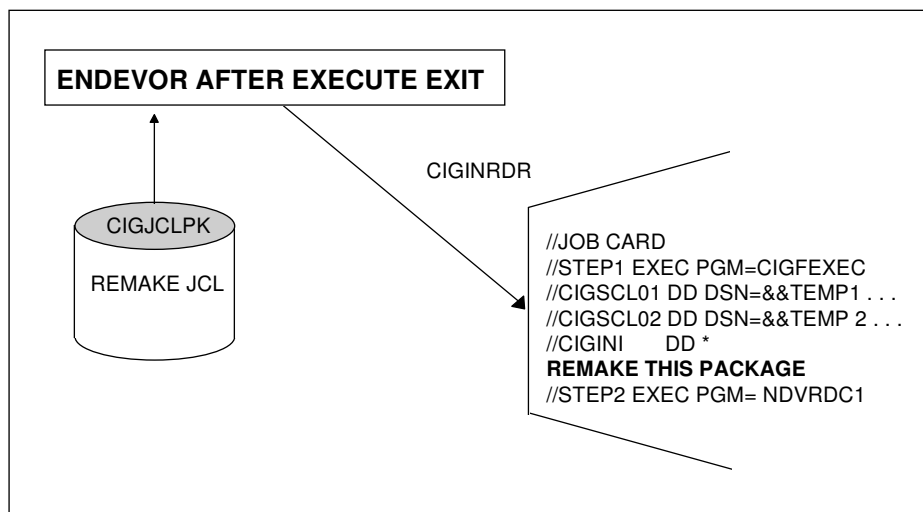 ENDEVOR AFTER EXECUTE EXIT
CIGINRDR
CIGJCLPK
REMAKE JCL
//JOB CARD
//STEP1 EXEC PGM=CIGFEXEC
//CIGSCL01 DD DSN=&&TEMP1 . . .
//CIGSCL02 DD DSN=&&TEMP 2 . . .
//CIGINI DD *
REMAKE THIS PACKAGE
//STEP2 EXEC PGM= NDVRDC1